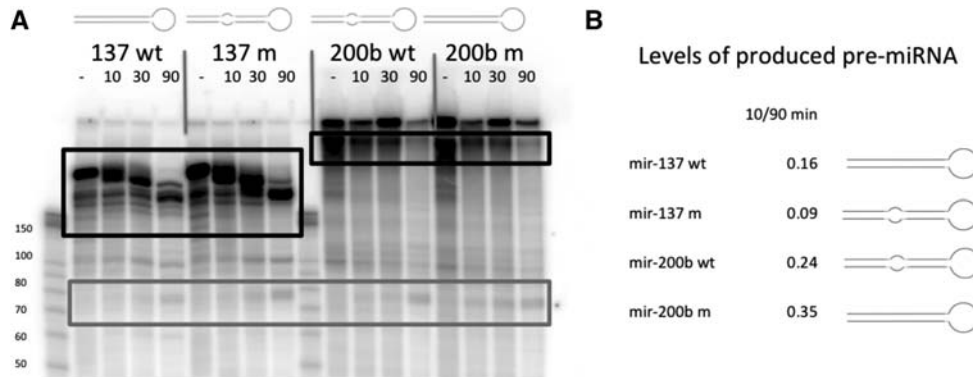 A
137 wt 137 m 200b wt 200b m
- 10 30 90 - 10 30 90 - 10 30 90 - 10 30 90
150
100
80
70
60
50
*
B
Levels of produced pre-miRNA
10/90 min
mir-137 wt 0.16
mir-137 m 0.09
mir-200b wt 0.24
mir-200b m 0.35